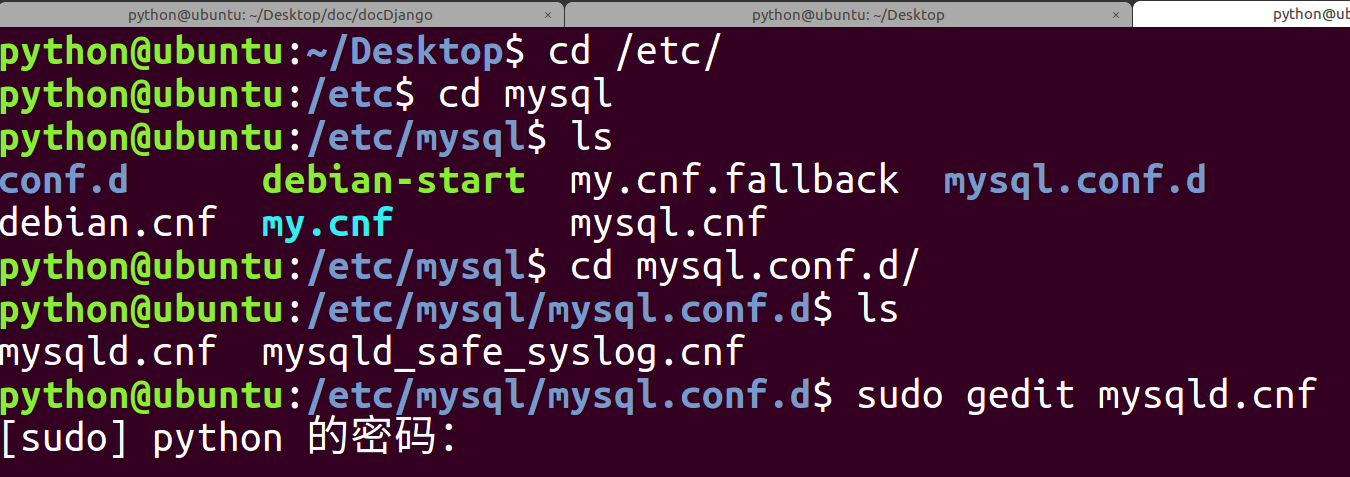 python@ubuntu: ~/Desktop/doc/docDjango × python@ubuntu: ~/Desktop × python@ub
python@ubuntu:~/Desktop$ cd /etc/
python@ubuntu:/etc$ cd mysql
python@ubuntu:/etc/mysql$ ls
conf.d debian-start my.cnf.fallback mysql.conf.d
debian.cnf my.cnf mysql.cnf
python@ubuntu:/etc/mysql$ cd mysql.conf.d/
python@ubuntu:/etc/mysql/mysql.conf.d$ ls
mysqld.cnf mysqld_safe_syslog.cnf
python@ubuntu:/etc/mysql/mysql.conf.d$ sudo gedit mysqld.cnf
[sudo] python 的密码：